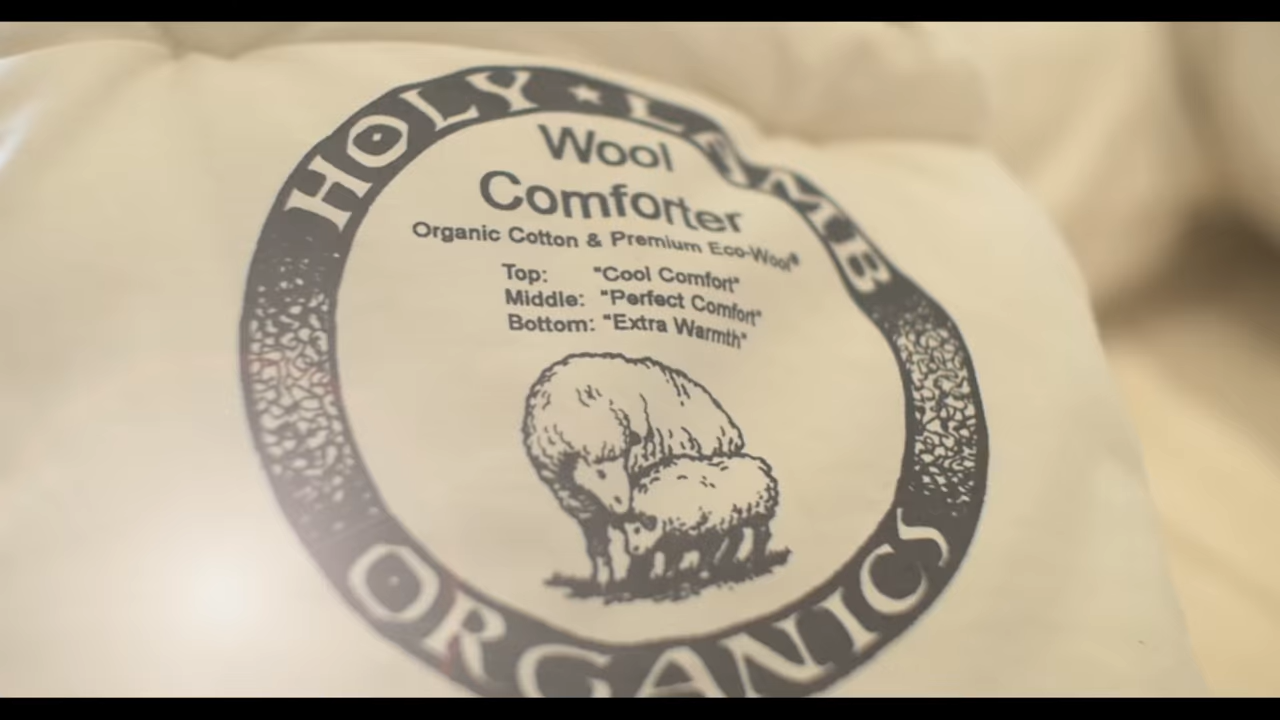 HOLY ★ LAMB
Wool
Comforter
Organic Cotton & Premium Eco-Wool®
Top: "Cool Comfort"
Middle: "Perfect Comfort"
Bottom: "Extra Warmth"
ORGANICS